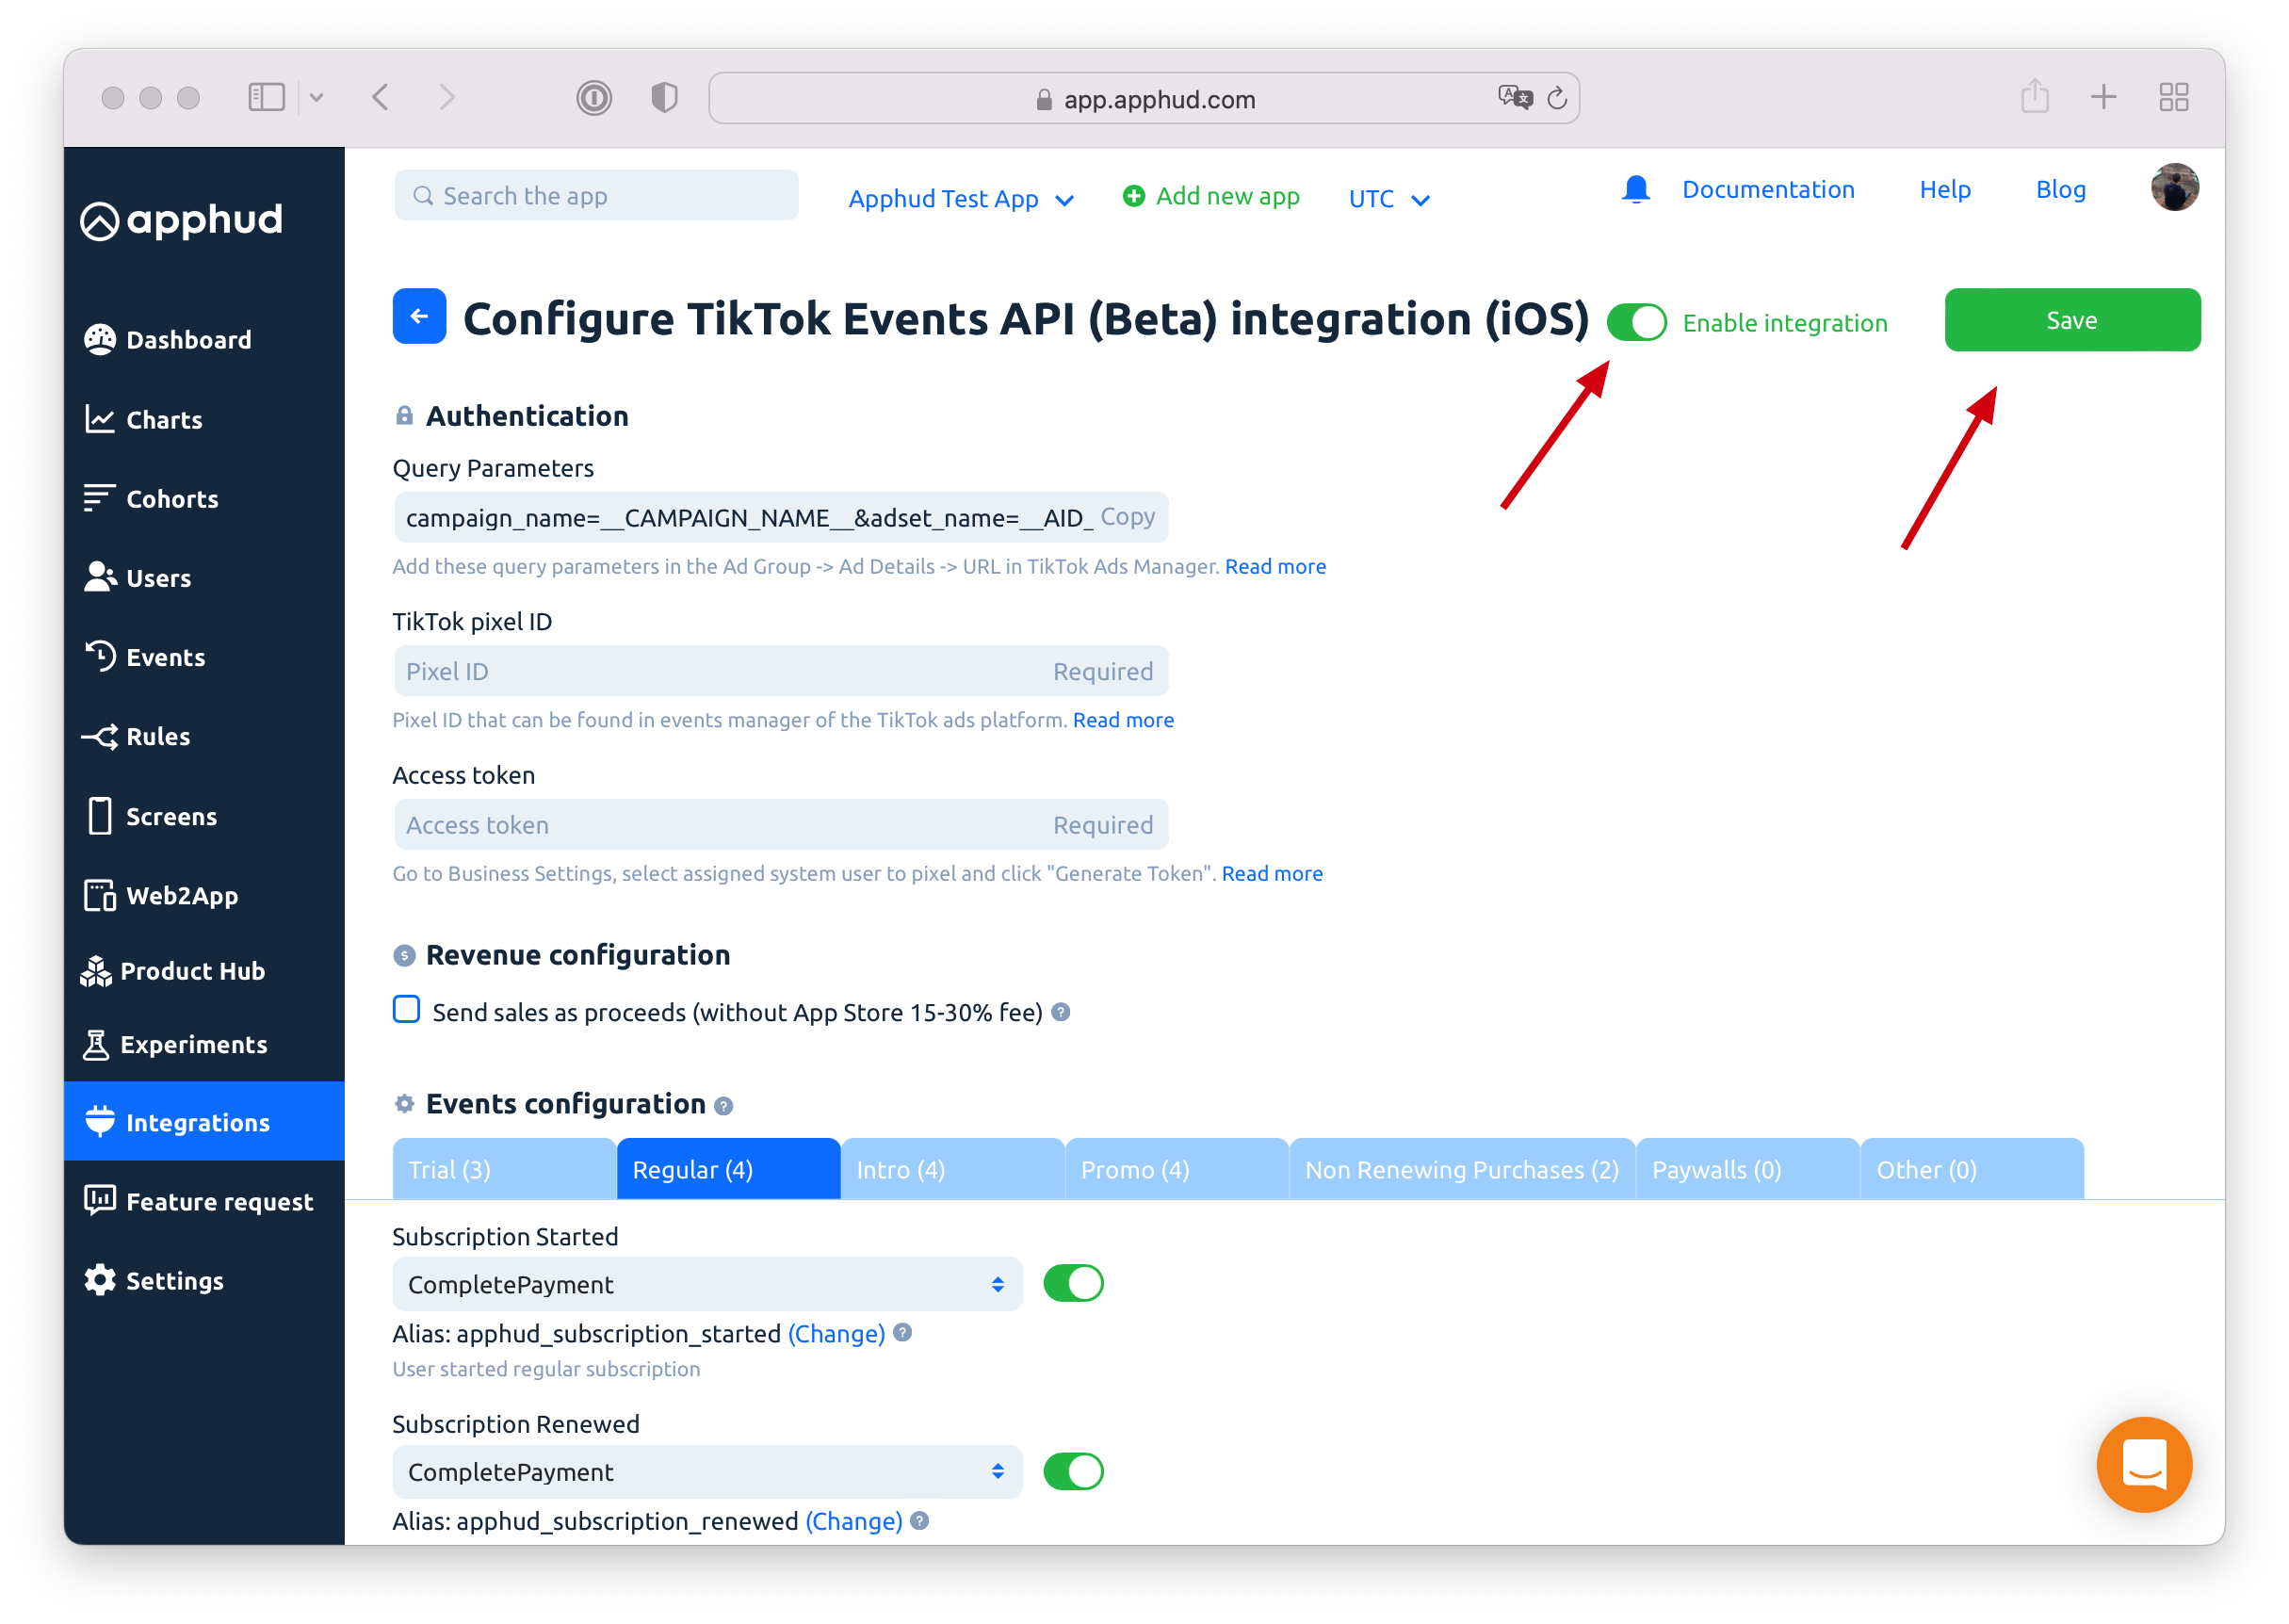 app.apphud.com
apphud
Search the app
Apphud Test App
Add new app
UTC
Documentation
Help
Blog
Dashboard
Charts
Cohorts
Users
Events
Rules
Screens
Web2App
Product Hub
Experiments
Integrations
Feature request
Settings
Configure TikTok Events API (Beta) integration (iOS)
Enable integration
Save
Authentication
Query Parameters
campaign_name=__CAMPAIGN_NAME__&adset_name=__AID_ Copy
Add these query parameters in the Ad Group -> Ad Details -> URL in TikTok Ads Manager. Read more
TikTok pixel ID
Pixel ID Required
Pixel ID that can be found in events manager of the TikTok ads platform. Read more
Access token
Access token Required
Go to Business Settings, select assigned system user to pixel and click "Generate Token". Read more
Revenue configuration
Send sales as proceeds (without App Store 15-30% fee) ?
Events configuration ?
Trial (3)
Regular (4)
Intro (4)
Promo (4)
Non Renewing Purchases (2)
Paywalls (0)
Other (0)
Subscription Started
CompletePayment
Alias: apphud_subscription_started (Change) ?
User started regular subscription
Subscription Renewed
CompletePayment
Alias: apphud_subscription_renewed (Change) ?